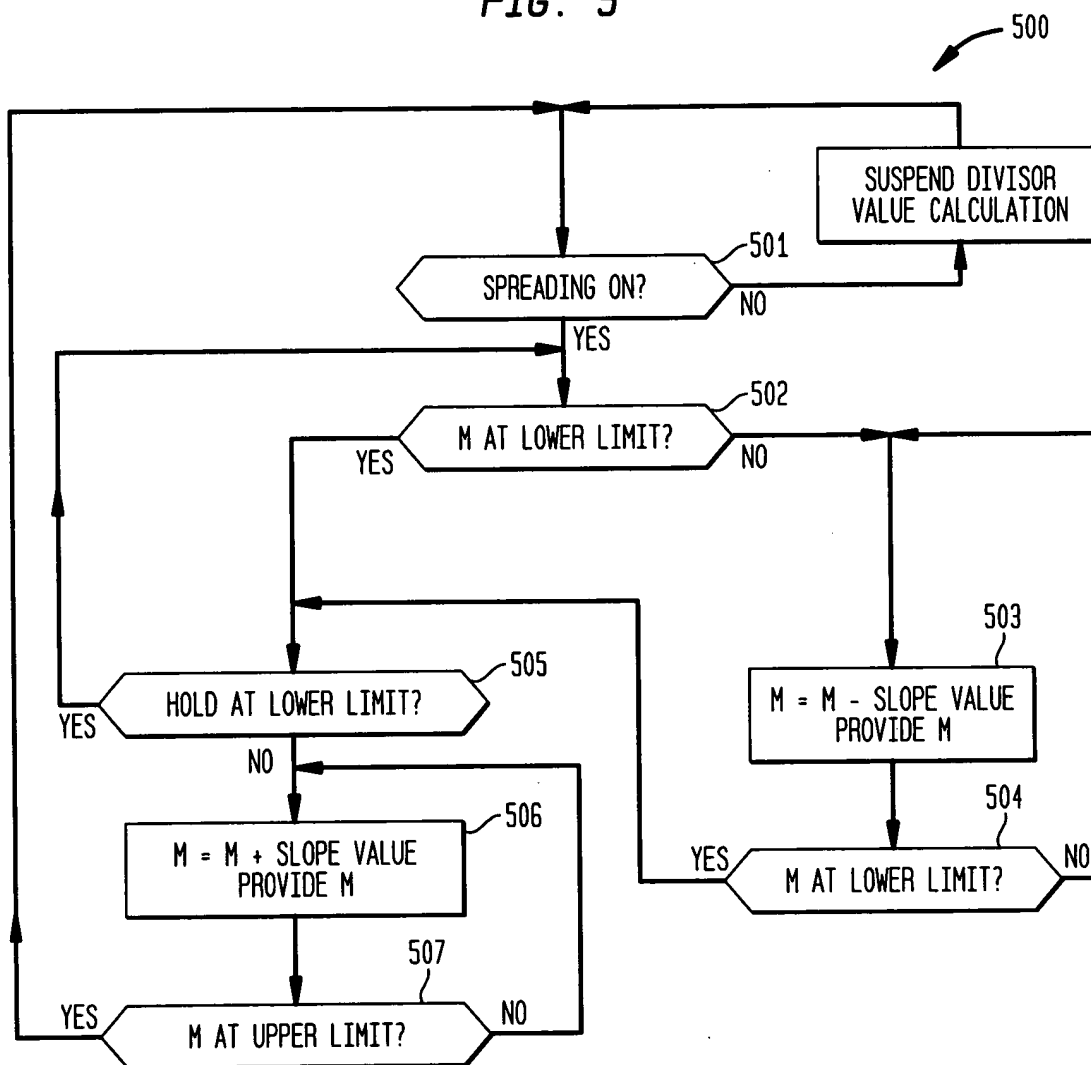 FIG. 5
500
SUSPEND DIVISOR
VALUE CALCULATION
501
SPREADING ON?
NO
YES
502
M AT LOWER LIMIT?
YES
NO
503
M = M - SLOPE VALUE
PROVIDE M
505
HOLD AT LOWER LIMIT?
YES
NO
504
M AT LOWER LIMIT?
YES
NO
506
M = M + SLOPE VALUE
PROVIDE M
507
M AT UPPER LIMIT?
YES
NO